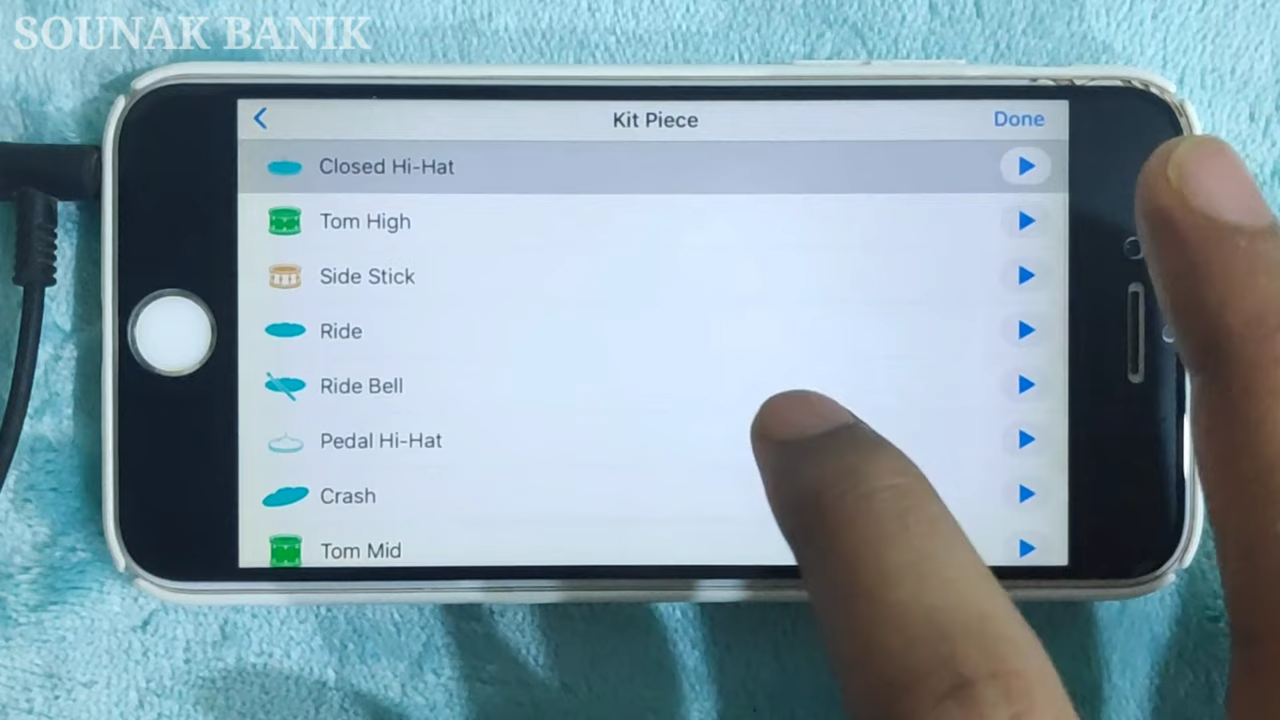 SOUNAK BANIK
Kit Piece
Done
Closed Hi-Hat
Tom High
Side Stick
Ride
Ride Bell
Pedal Hi-Hat
Crash
Tom Mid